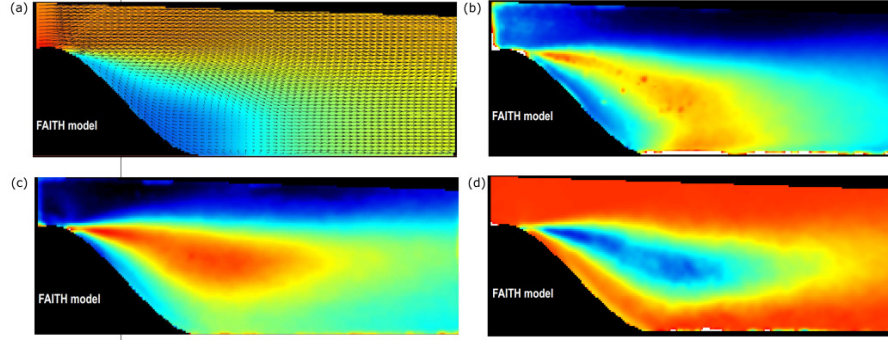 (a)
FAITH model
(b)
FAITH model
(c)
FAITH model
(d)
FAITH model